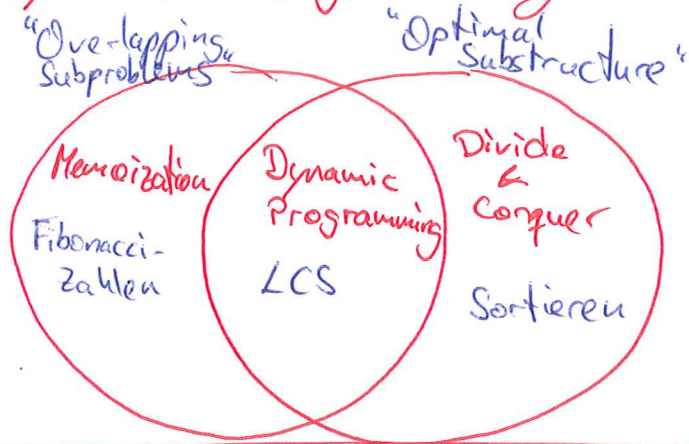 "Overlapping
Subproblems"
"Optimal
Substructure"
Memoization
Fibonacci-
Zahlen
Dynamic
Programming
LCS
Divide
&
Conquer
Sortieren